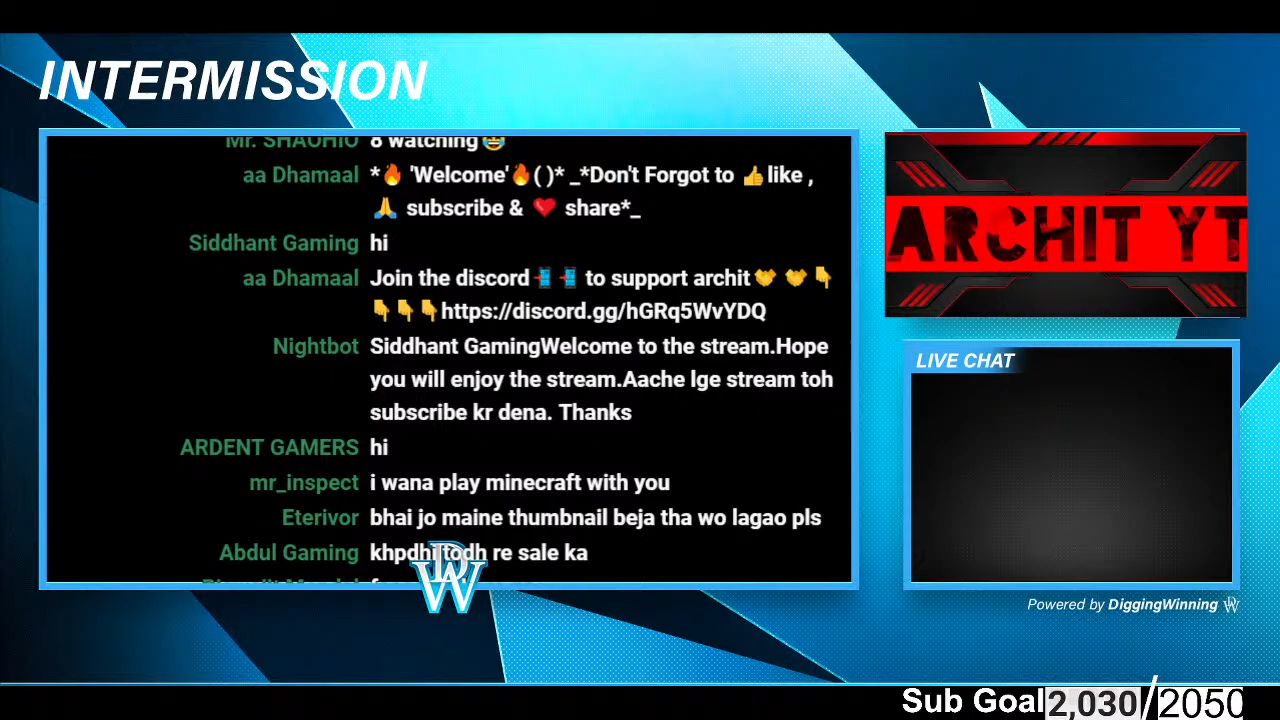 INTERMISSION
Mr. SHAOHIO 8 watching😂
aa Dhamaal *🔥 'Welcome'🔥( )* _*Don't Forgot to 👍like ,
🙏 subscribe & ❤️ share*_
Siddhant Gaming hi
aa Dhamaal Join the discord📲📲 to support archit🤝 🤝👇
👇👇👇https://discord.gg/hGRq5WvYDQ
Nightbot Siddhant GamingWelcome to the stream.Hope
you will enjoy the stream.Aache lge stream toh
subscribe kr dena. Thanks
ARDENT GAMERS hi
mr_inspect i wana play minecraft with you
Eterivor bhai jo maine thumbnail beja tha wo lagao pls
Abdul Gaming khpdhi todh re sale ka
DW
ARCHIT YT
LIVE CHAT
Powered by DiggingWinning
Sub Goal 2,030/2050